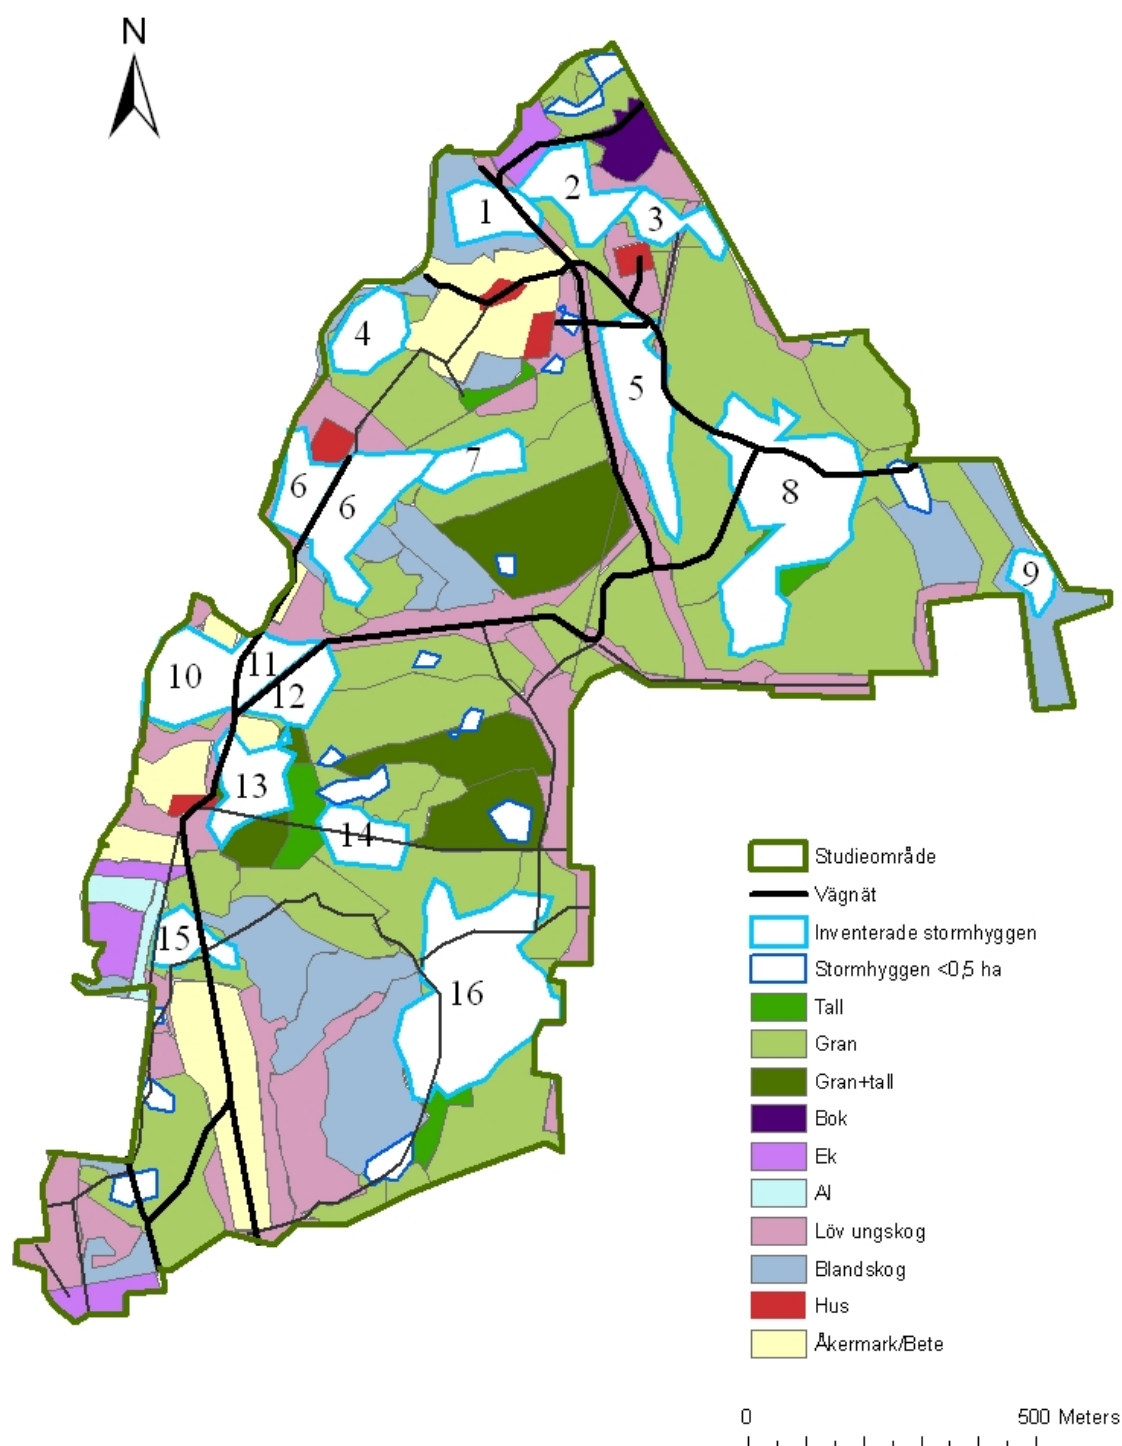 N
2
1
3
4
5
7
6
6
8
9
11
10
12
13
14
15
16
Studieområde
Vägnät
Inventerade stormhyggen
Stormhyggen <0,5 ha
Tall
Gran
Gran+tall
Bok
Ek
Al
Löv ungskog
Blandskog
Hus
Åkermark/Bete
0 500 Meters